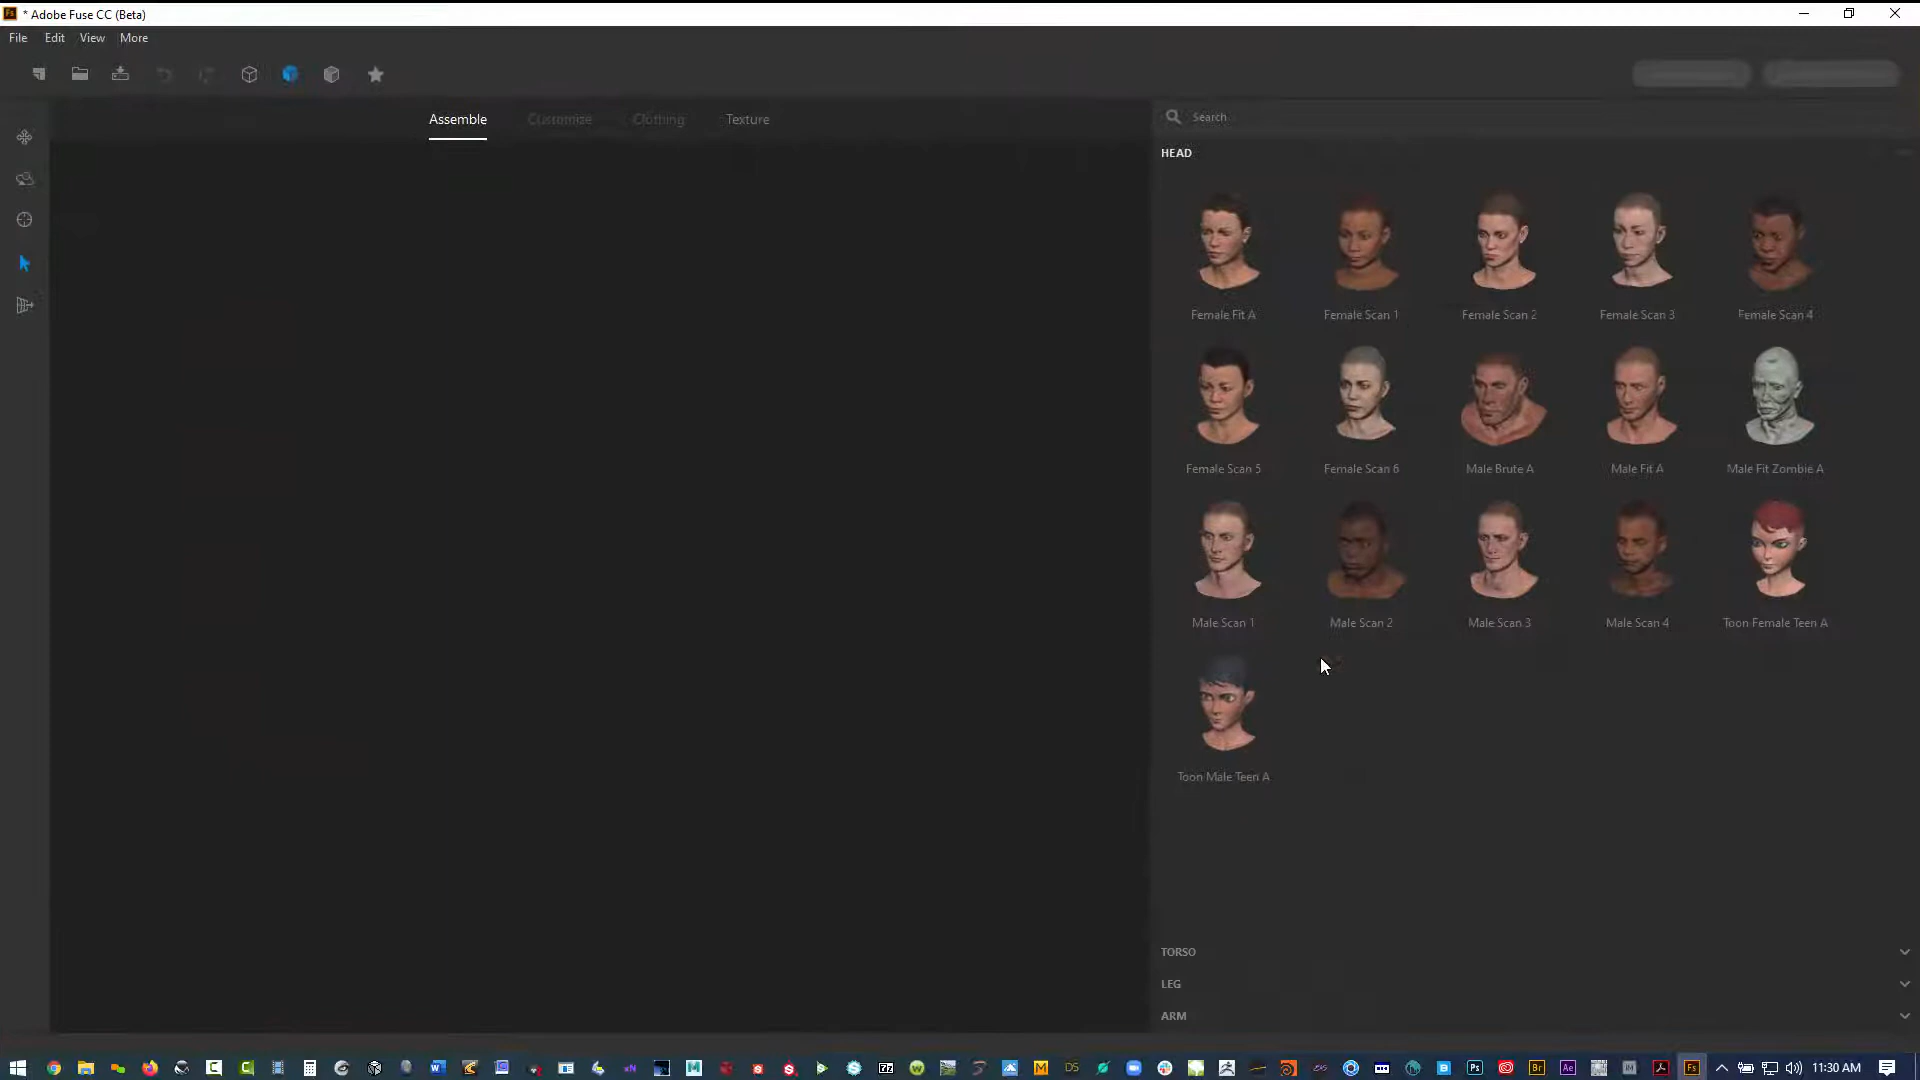 * Adobe Fuse CC (Beta)
File Edit View More
Assemble Customize Clothing Texture
Search
HEAD
Female Fit A Female Scan 1 Female Scan 2 Female Scan 3 Female Scan 4
Female Scan 5 Female Scan 6 Male Brute A Male Fit A Male Fit Zombie A
Male Scan 1 Male Scan 2 Male Scan 3 Male Scan 4 Toon Female Teen A
Toon Male Teen A
TORSO
LEG
ARM
11:30 AM